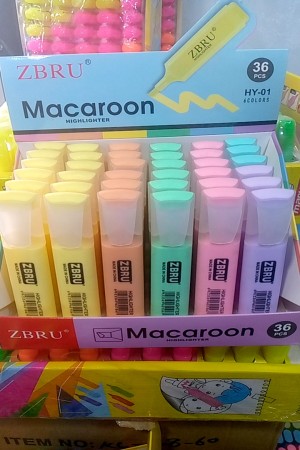 ZBRU®
36
PCS
Macaroon
HIGHLIGHTER
HY-01
6COLORS
ZBRU
ZBRU
ZBRU
ZBRU
ZBRU
ZBRU
ZBRU®
Macaroon
HIGHLIGHTER
36
PCS
ITEM NO: